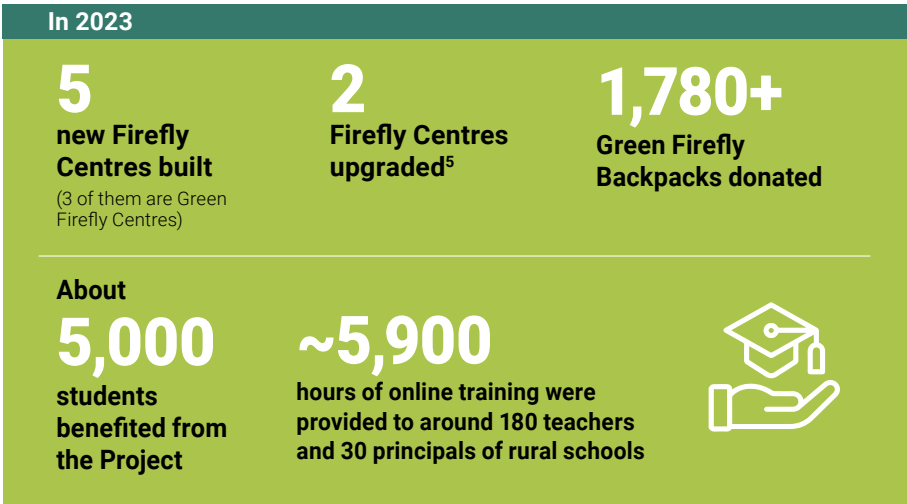 In 2023
5
new Firefly
Centres built
(3 of them are Green
Firefly Centres)
2
Firefly Centres
upgraded⁵
1,780+
Green Firefly
Backpacks donated
About
5,000
students
benefited from
the Project
~5,900
hours of online training were
provided to around 180 teachers
and 30 principals of rural schools